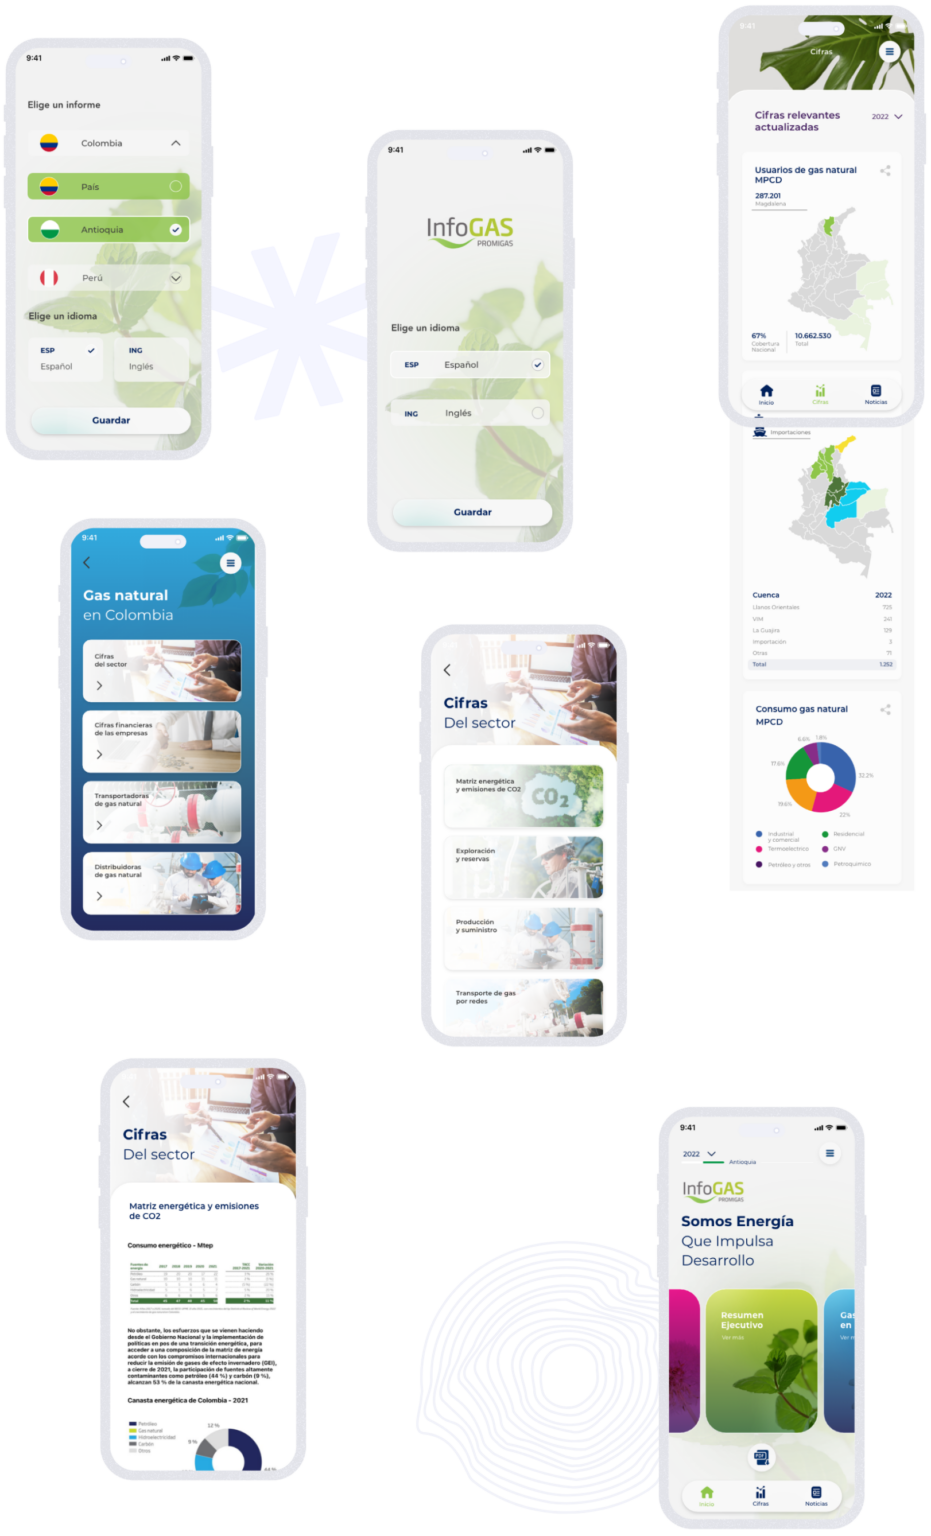 9:41
Elige un informe
Colombia
País
Antioquia
Perú
Elige un idioma
ESP
ING
Español
Inglés
Guardar
9:41
InfoGAS
PROMIGAS
Elige un idioma
ESP Español
ING Inglés
Guardar
9:41
Cifras
Cifras relevantes
actualizadas
2022
Usuarios de gas natural
MPCD
287.201
Magdalena
67%
Cobertura
Nacional
10.662.530
Total
Inicio
Cifras
Noticias
Importaciones
Cuenca 2022
Llanos Orientales 725
VIM 241
La Guajira 129
Importación 3
Otras 71
Total 1.252
Consumo gas natural
MPCD
6.6% 1.8%
17.6%
32.2%
19.6%
22%
Industrial
y comercial
Residencial
Termoeléctrico
GNV
Petróleo y otros
Petroquímico
9:41
Gas natural
en Colombia
Cifras
del sector
Cifras financieras
de las empresas
Transportadoras
de gas natural
Distribuidoras
de gas natural
Cifras
Del sector
Matriz energética
y emisiones de CO2
CO2
Exploración
y reservas
Producción
y suministro
Transporte de gas
por redes
Cifras
Del sector
Matriz energética y emisiones
de CO2
Consumo energético - Mtep
2017 2018 2019 2020 2021
No obstante, los esfuerzos que se vienen haciendo
desde el Gobierno Nacional y la implementación de
políticas en pos de una transición energética, para
acceder a una composición de la matriz de energía
acorde con los compromisos internacionales para
reducir la emisión de gases de efecto invernadero (GEI),
a cierre de 2021, la participación de fuentes altamente
contaminantes como petróleo (44 %) y carbón (9 %),
alcanzan 53 % de la canasta energética nacional.
Canasta energética de Colombia - 2021
Petróleo
Gas natural
Hidroelectricidad
Carbón
Otros
12 %
9 %
44 %
9:41
2022
Antioquia
InfoGAS
PROMIGAS
Somos Energía
Que Impulsa
Desarrollo
Resumen
Ejecutivo
Ver más
Gas
en
Ver m
PDF
Inicio
Cifras
Noticias